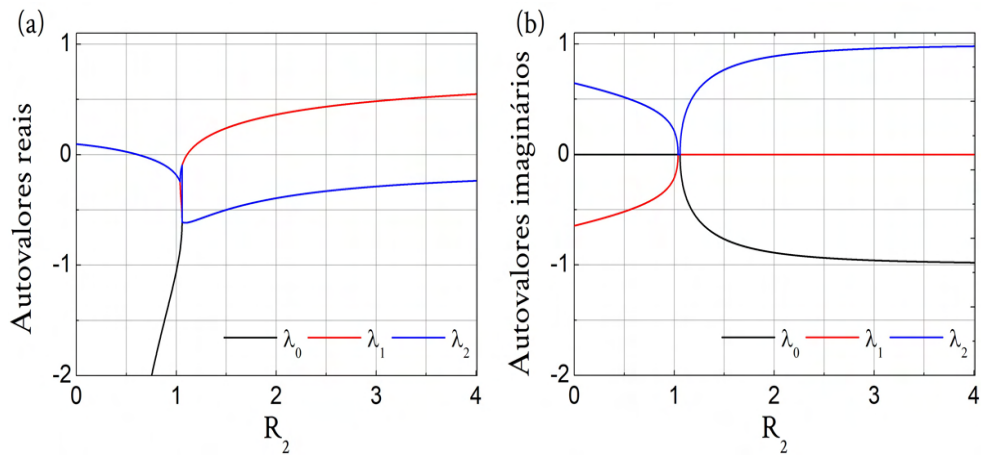 (a)
Autovalores reais
1
0
-1
-2
0 1 2 3 4
R₂
λ₀ λ₁ λ₂
(b)
Autovalores imaginários
1
0
-1
-2
0 1 2 3 4
R₂
λ₀ λ₁ λ₂